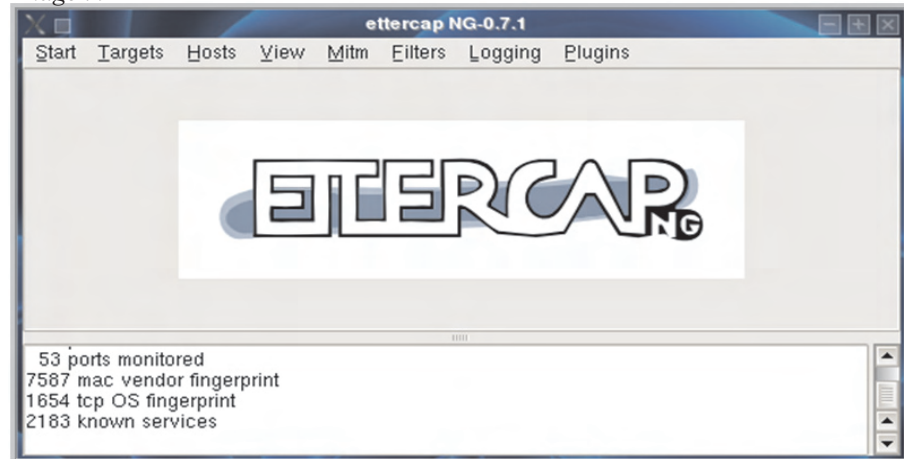 ettercap NG-0.7.1
Start Targets Hosts View Mitm Filters Logging Plugins
ETTERCAP
NG
53 ports monitored
7587 mac vendor fingerprint
1654 tcp OS fingerprint
2183 known services